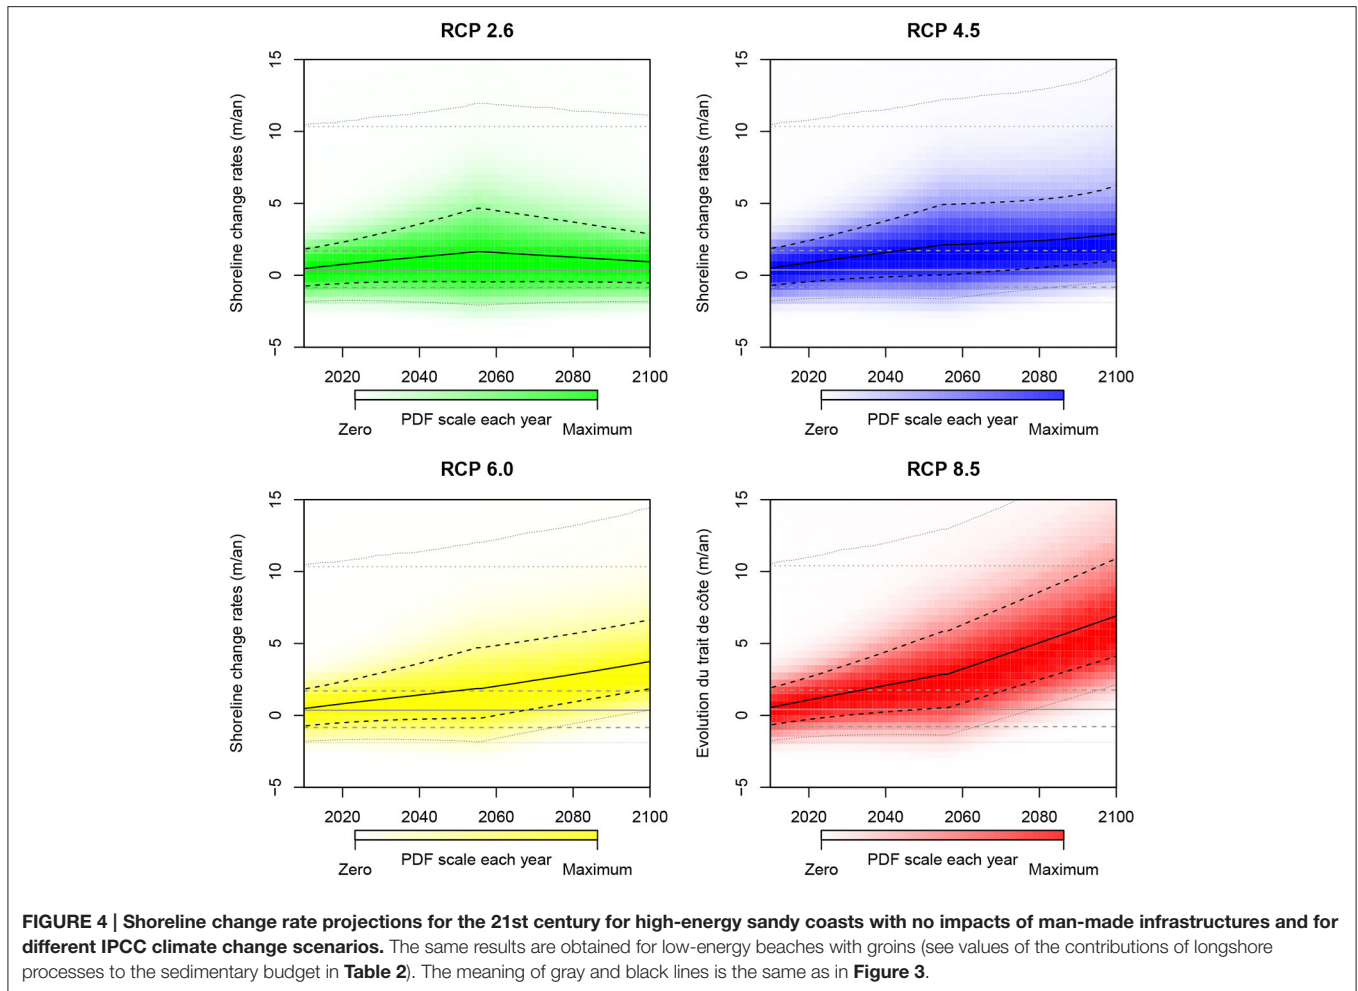 RCP 2.6
RCP 4.5
Shoreline change rates (m/an)
15
10
5
0
−5
2020 2040 2060 2080 2100
PDF scale each year
Zero Maximum
Shoreline change rates (m/an)
15
10
5
0
−5
2020 2040 2060 2080 2100
PDF scale each year
Zero Maximum
RCP 6.0
RCP 8.5
Shoreline change rates (m/an)
15
10
5
0
−5
2020 2040 2060 2080 2100
PDF scale each year
Zero Maximum
Evolution du trait de côte (m/an)
15
10
5
0
−5
2020 2040 2060 2080 2100
PDF scale each year
Zero Maximum
FIGURE 4 | Shoreline change rate projections for the 21st century for high-energy sandy coasts with no impacts of man-made infrastructures and for
different IPCC climate change scenarios. The same results are obtained for low-energy beaches with groins (see values of the contributions of longshore
processes to the sedimentary budget in Table 2). The meaning of gray and black lines is the same as in Figure 3.